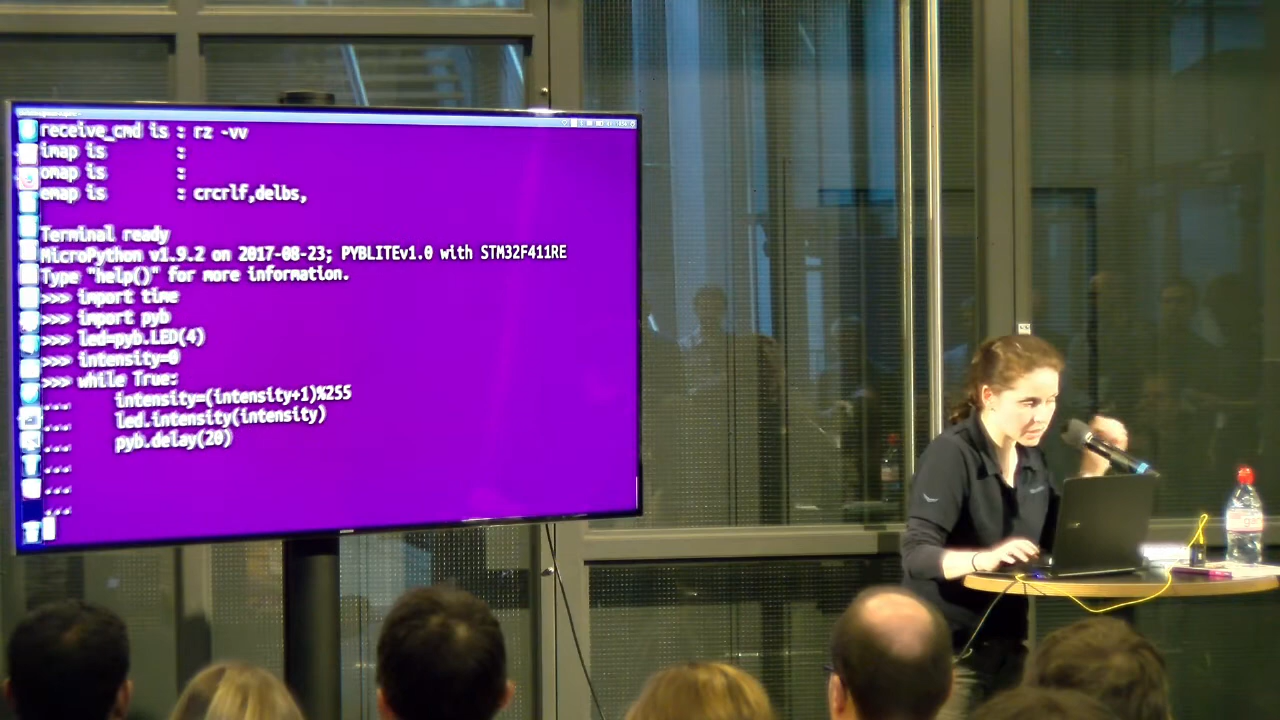 receive_cmd is : rz -vv
imap is        :
omap is        :
emap is        : crcrlf,delbs,
Terminal ready
MicroPython v1.9.2 on 2017-08-23; PYBLITEv1.0 with STM32F411RE
Type "help()" for more information.
>>> import time
>>> import pyb
>>> led=pyb.LED(4)
>>> intensity=0
>>> while True:
...     intensity=(intensity+1)%255
...     led.intensity(intensity)
...     pyb.delay(20)
...
...
...